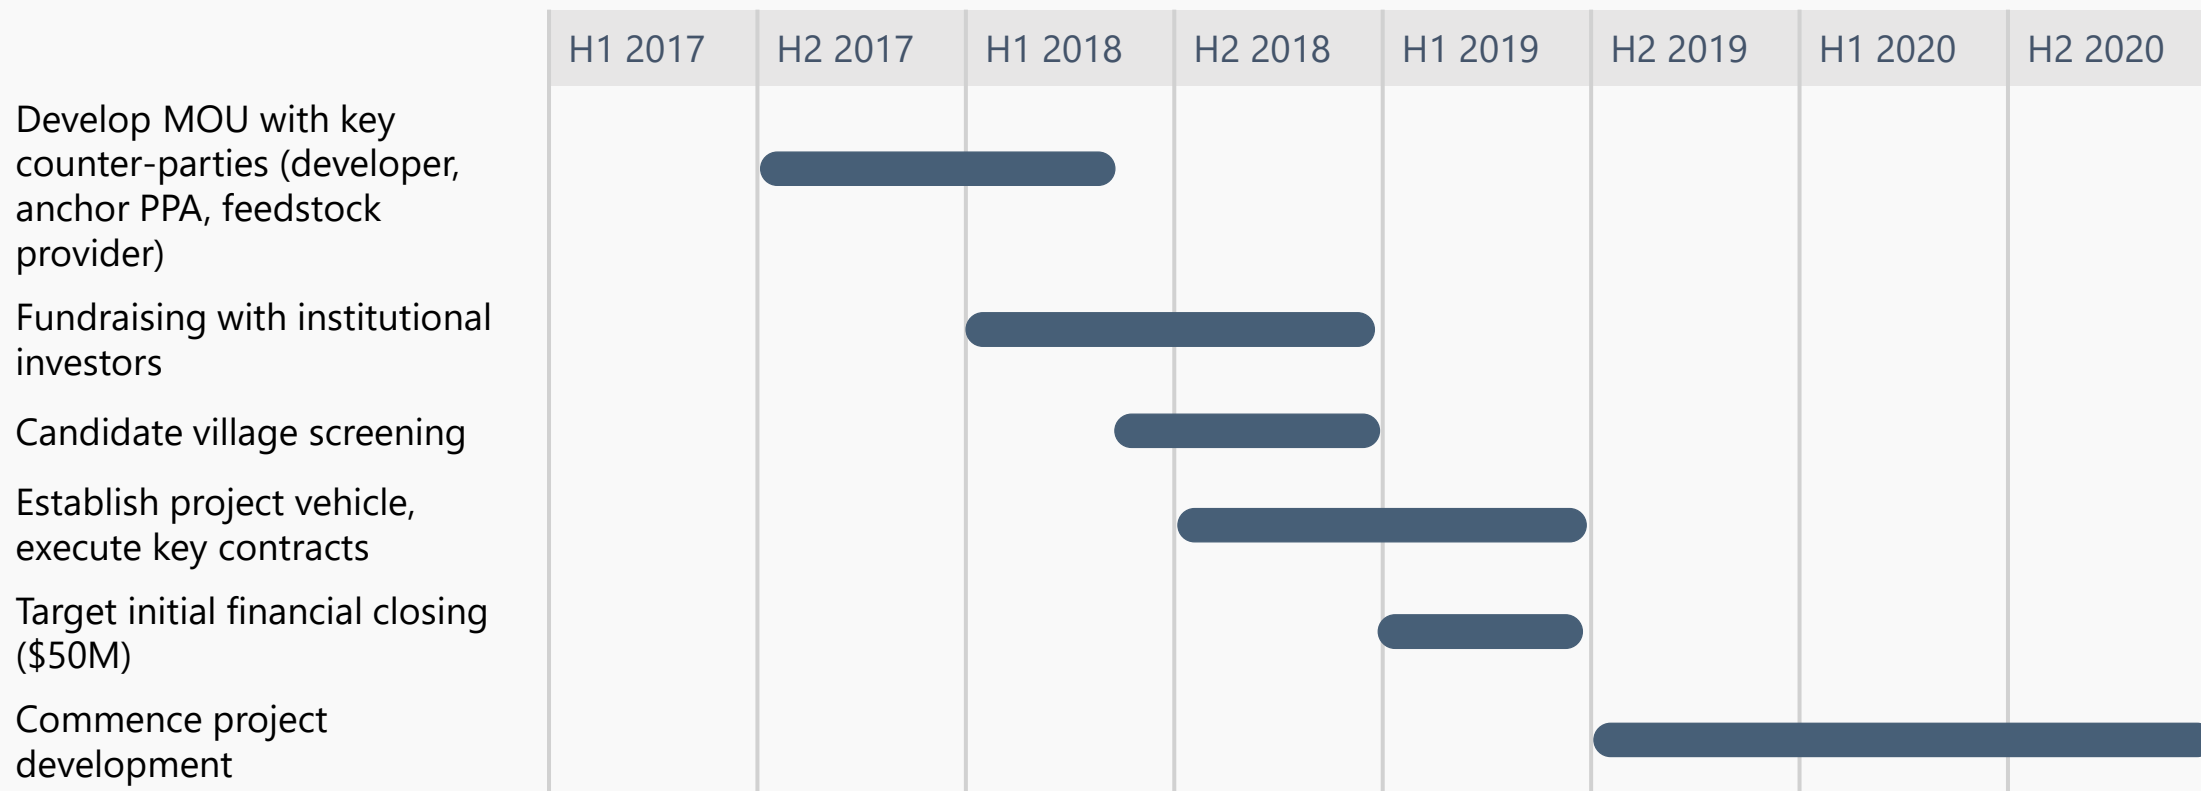 H1 2017 H2 2017 H1 2018 H2 2018 H1 2019 H2 2019 H1 2020 H2 2020
Develop MOU with key
counter-parties (developer,
anchor PPA, feedstock
provider)
Fundraising with institutional
investors
Candidate village screening
Establish project vehicle,
execute key contracts
Target initial financial closing
($50M)
Commence project
development